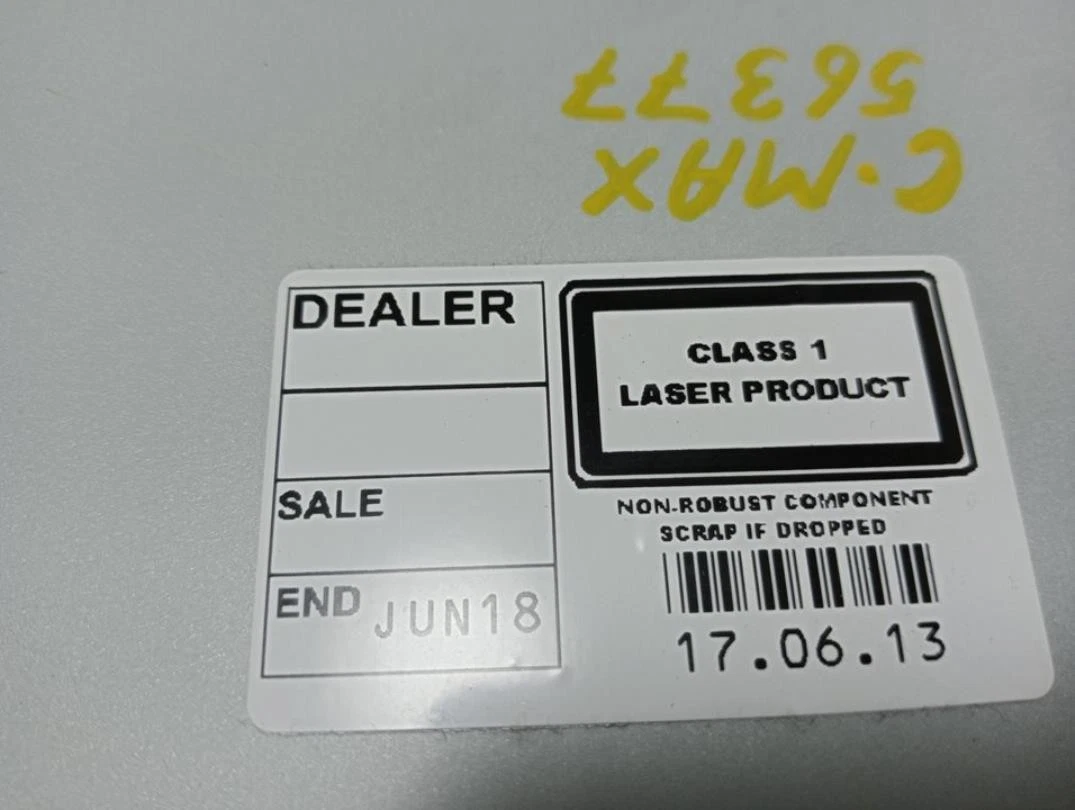 C-MAX
56377
DEALER
SALE
END JUN18
CLASS 1
LASER PRODUCT
NON-ROBUST COMPONENT
SCRAP IF DROPPED
17.06.13